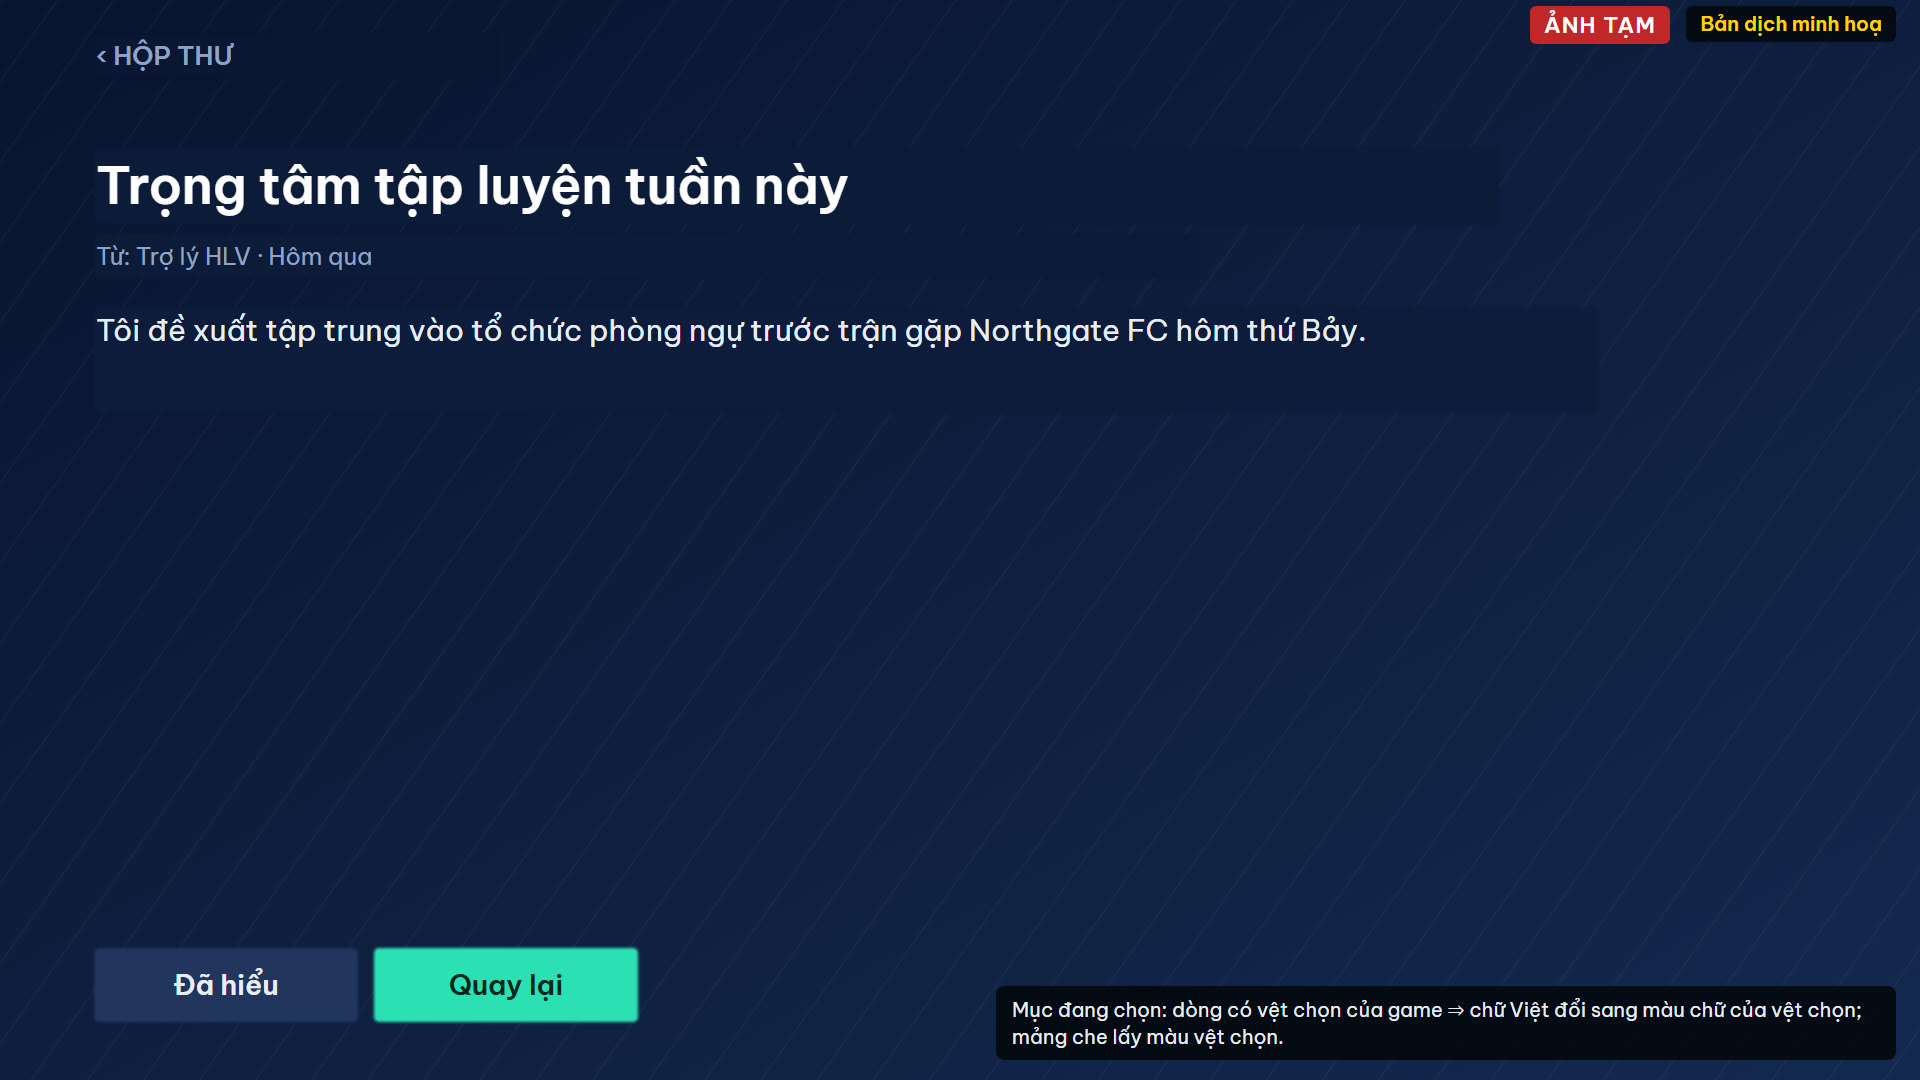 ‹ HỘP THƯ
ẢNH TẠM
Bản dịch minh hoạ
Trọng tâm tập luyện tuần này
Từ: Trợ lý HLV · Hôm qua
Tôi đề xuất tập trung vào tổ chức phòng ngự trước trận gặp Northgate FC hôm thứ Bảy.
Đã hiểu
Quay lại
Mục đang chọn: dòng có vệt chọn của game ⇒ chữ Việt đổi sang màu chữ của vệt chọn;
mảng che lấy màu vệt chọn.